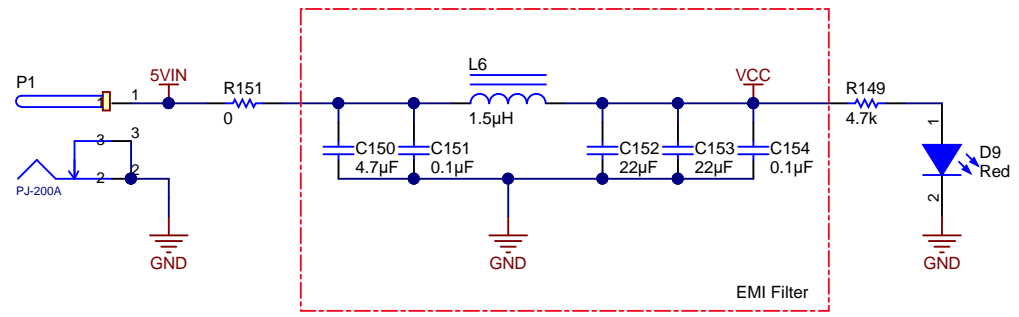 P1
1
1
5VIN
R151
0
L6
1.5µH
VCC
R149
4.7k
3
3
2
2
PJ-200A
GND
C150
4.7µF
C151
0.1µF
C152
22µF
C153
22µF
C154
0.1µF
GND
1
D9
Red
2
GND
EMI Filter